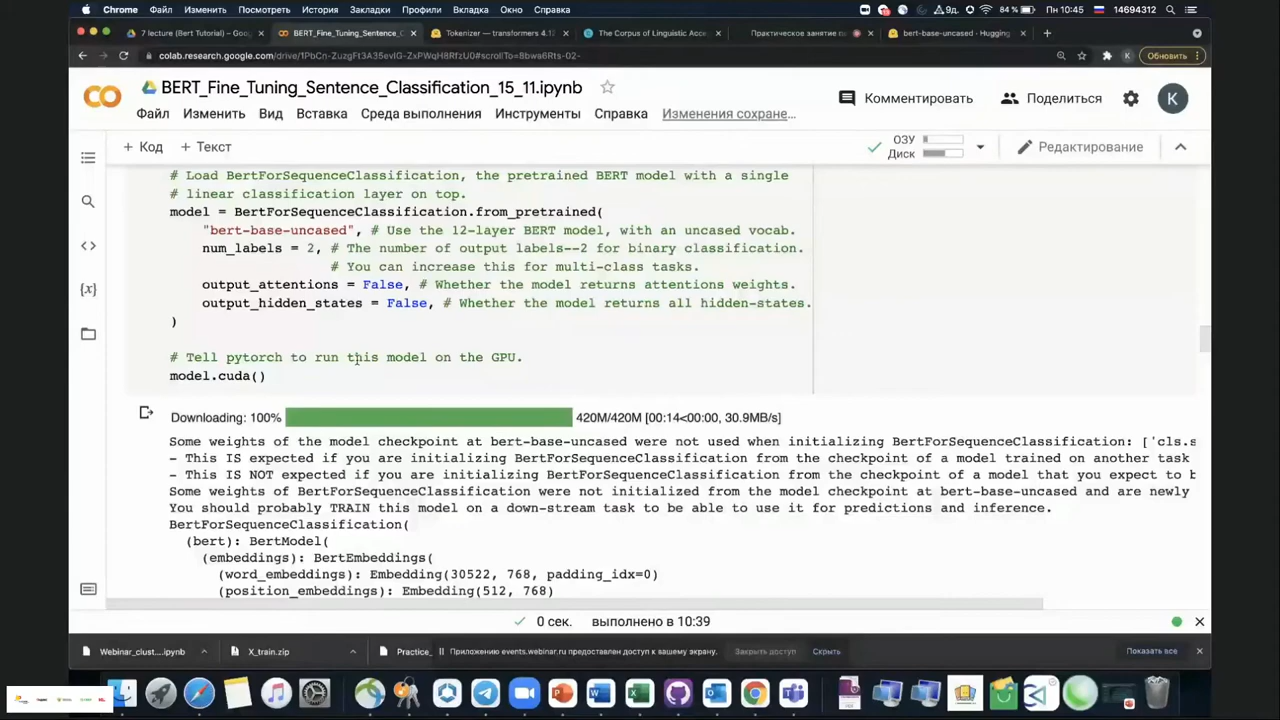 Chrome Файл Изменить Посмотреть История Закладки Профили Вкладка Окно Справка 9д. 84 % Пн 10:45 14694312
7 lecture (Bert Tutorial) – Goo BERT_Fine_Tuning_Sentence_C Tokenizer — transformers 4.12 The Corpus of Linguistic Acce Практическое занятие bert-base-uncased · Hugging
colab.research.google.com/drive/1PbCn-ZuzgFt3A35evIG-ZxPWqH8RfzU0#scrollTo=8bwa6Rts-02- Обновить
BERT_Fine_Tuning_Sentence_Classification_15_11.ipynb
Комментировать Поделиться K
Файл Изменить Вид Вставка Среда выполнения Инструменты Справка Изменения сохране…
+ Код + Текст ОЗУ Диск Редактирование
# Load BertForSequenceClassification, the pretrained BERT model with a single
# linear classification layer on top.
model = BertForSequenceClassification.from_pretrained(
"bert-base-uncased", # Use the 12-layer BERT model, with an uncased vocab.
num_labels = 2, # The number of output labels--2 for binary classification.
# You can increase this for multi-class tasks.
output_attentions = False, # Whether the model returns attentions weights.
output_hidden_states = False, # Whether the model returns all hidden-states.
)
# Tell pytorch to run this model on the GPU.
model.cuda()
Downloading: 100% 420M/420M [00:14<00:00, 30.9MB/s]
Some weights of the model checkpoint at bert-base-uncased were not used when initializing BertForSequenceClassification: ['cls.s
- This IS expected if you are initializing BertForSequenceClassification from the checkpoint of a model trained on another task
- This IS NOT expected if you are initializing BertForSequenceClassification from the checkpoint of a model that you expect to b
Some weights of BertForSequenceClassification were not initialized from the model checkpoint at bert-base-uncased and are newly
You should probably TRAIN this model on a down-stream task to be able to use it for predictions and inference.
BertForSequenceClassification(
(bert): BertModel(
(embeddings): BertEmbeddings(
(word_embeddings): Embedding(30522, 768, padding_idx=0)
(position_embeddings): Embedding(512, 768)
0 сек. выполнено в 10:39
Webinar_clust....ipynb X_train.zip Practice_ Приложению events.webinar.ru предоставлен доступ к вашему экрану. Закрыть доступ Скрыть Показать все